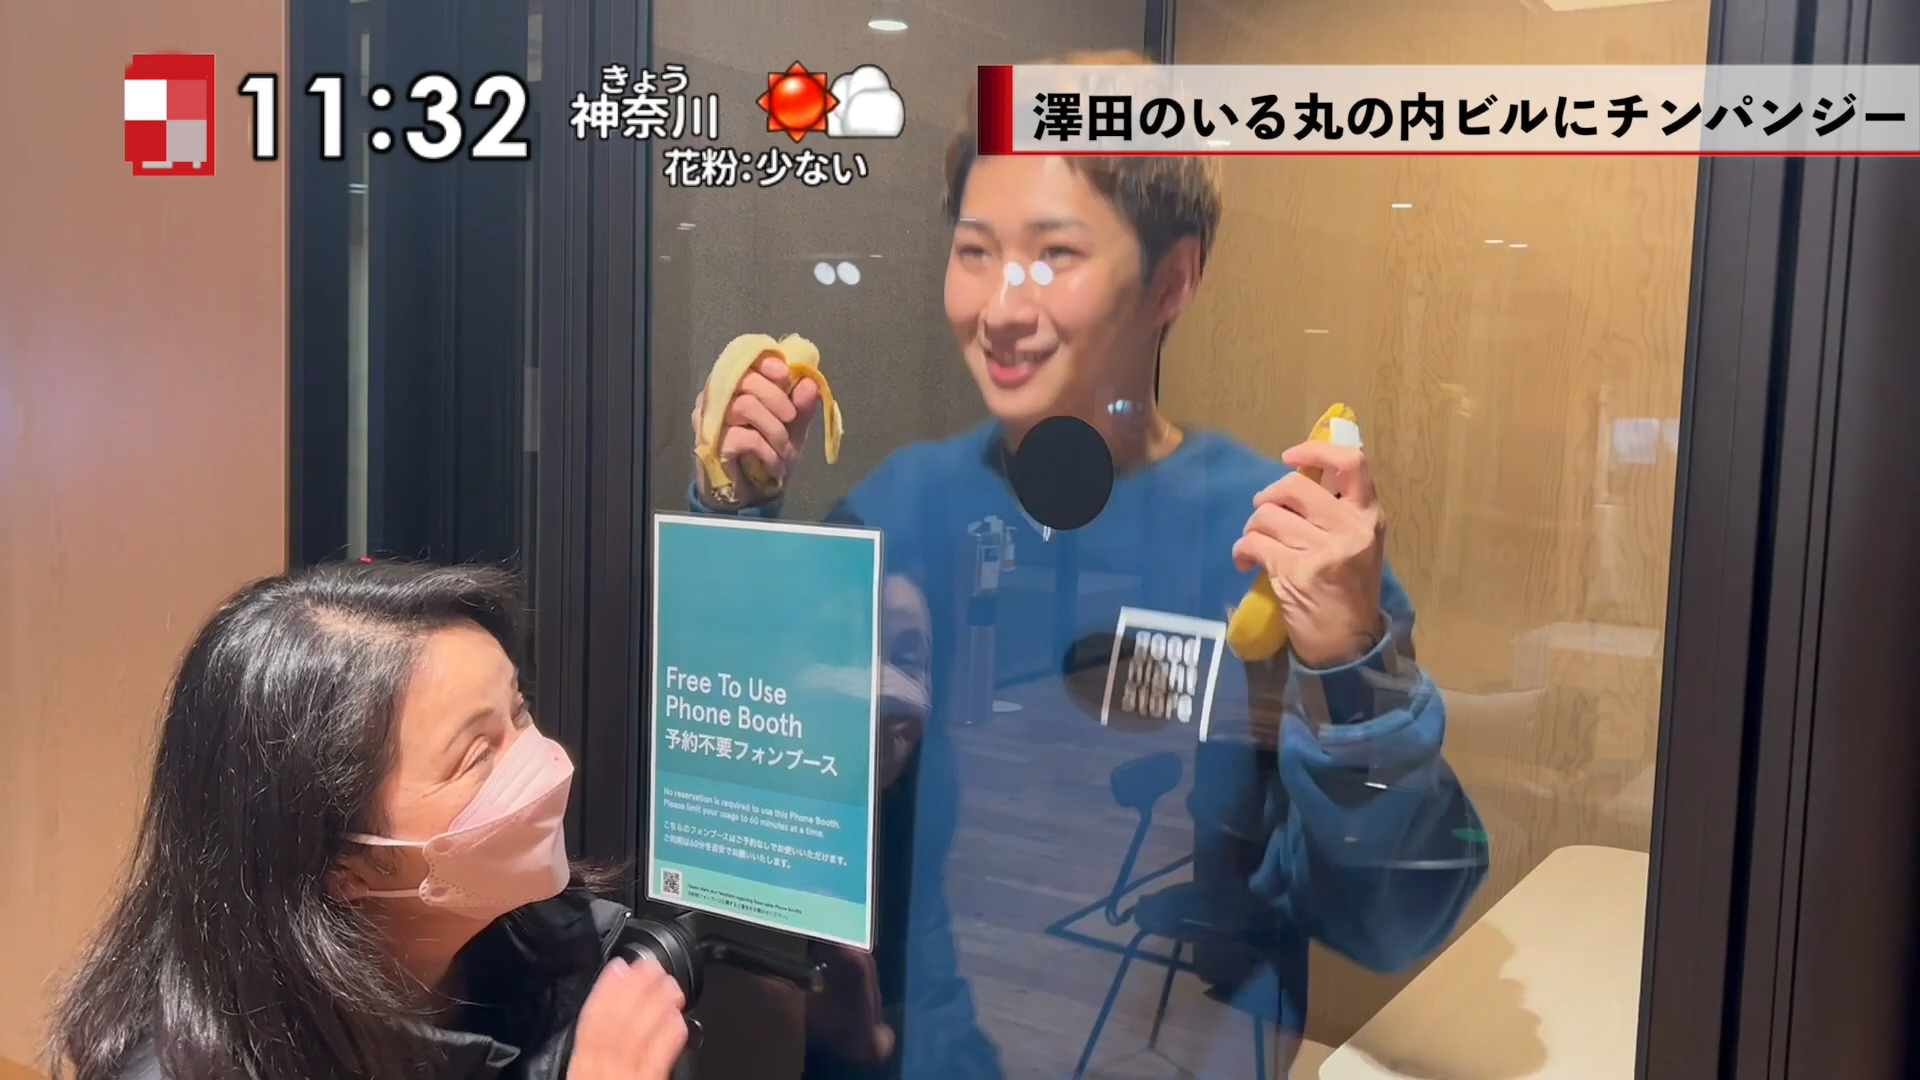 11:32
きょう
神奈川
花粉:少ない
澤田のいる丸の内ビルにチンパンジー
Free To Use
Phone Booth
予約不要フォンブース
No reservation is required to use this Phone Booth.
Please limit your usage to 60 minutes at a time.
こちらのフォンブースはご予約なしでお使いいただけます。
ご利用は60分を目安でお願いいたします。